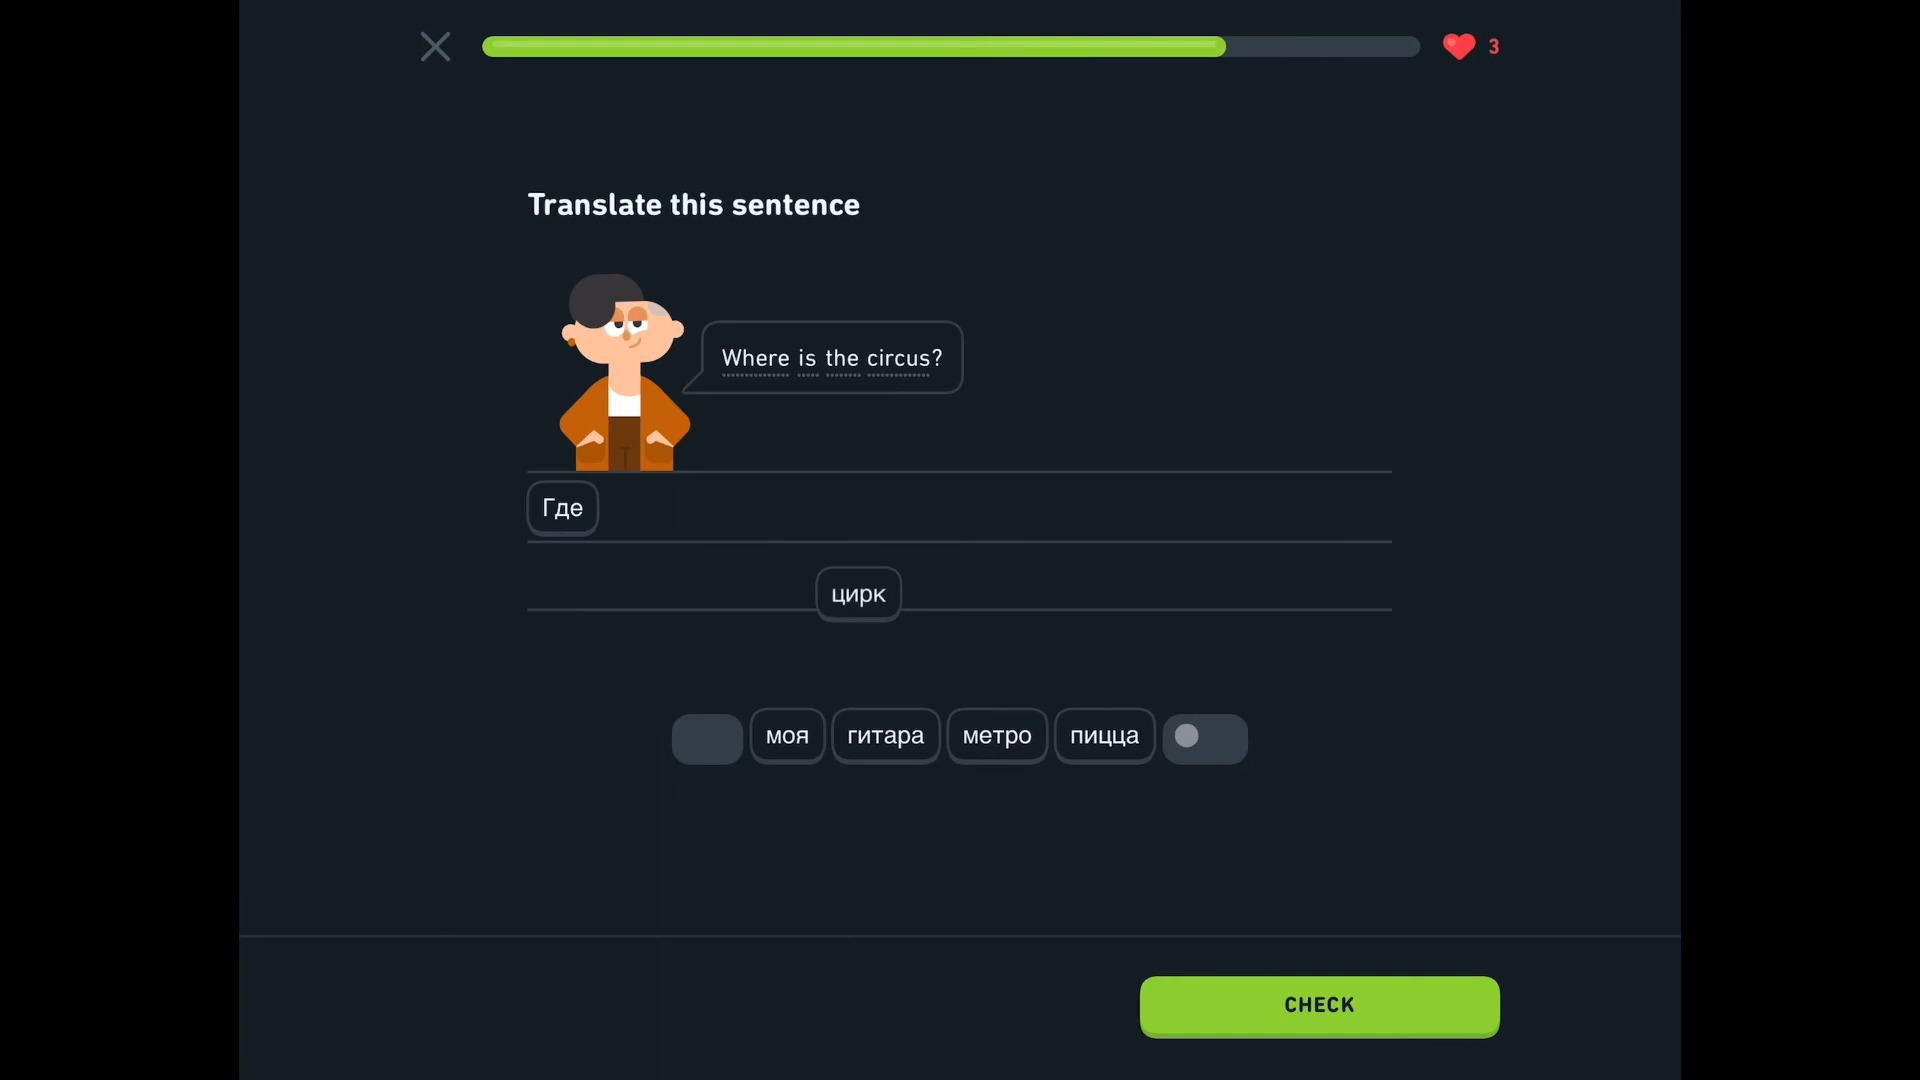 3
Translate this sentence
Where is the circus?
Где
цирк
моя гитара метро пицца
CHECK